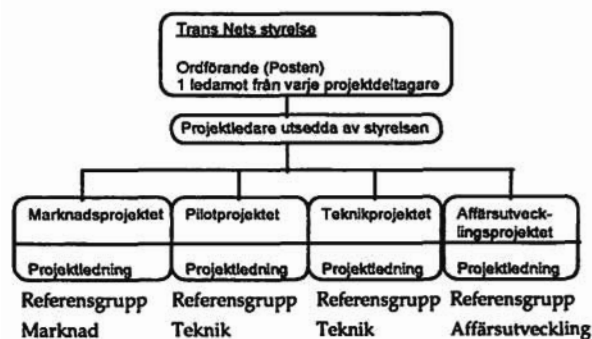 Trans Nets styrelse
Ordförande (Posten)
1 ledamot från varje projektdeltagare
Projektledare utsedda av styrelsen
Marknadsprojektet
Projektledning
Referensgrupp
Marknad
Pilotprojektet
Projektledning
Referensgrupp
Teknik
Teknikprojektet
Projektledning
Referensgrupp
Teknik
Affärsutveck-
lingsprojektet
Projektledning
Referensgrupp
Affärsutveckling